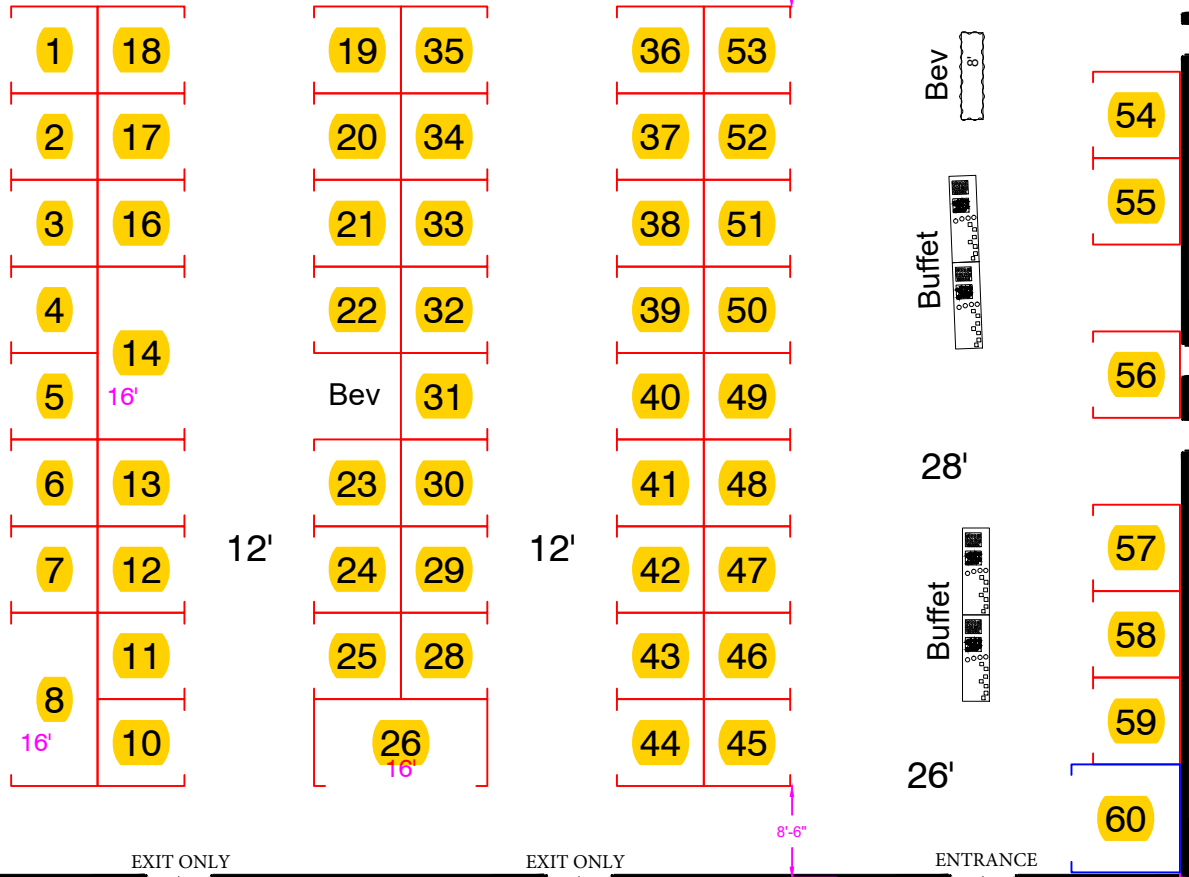 1 18 19 35 36 53
Bev 8'
2 17 20 34 37 52 54
3 16 21 33 38 51 55
Buffet
4 22 32 39 50
14
16'
56
5 Bev 31 40 49
28'
6 13 23 30 41 48
12' 12'
57
7 12 24 29 42 47
Buffet
58
11 25 28 43 46
8
16'
59
10 26 44 45
16'
26'
60
8'-6"
EXIT ONLY EXIT ONLY ENTRANCE